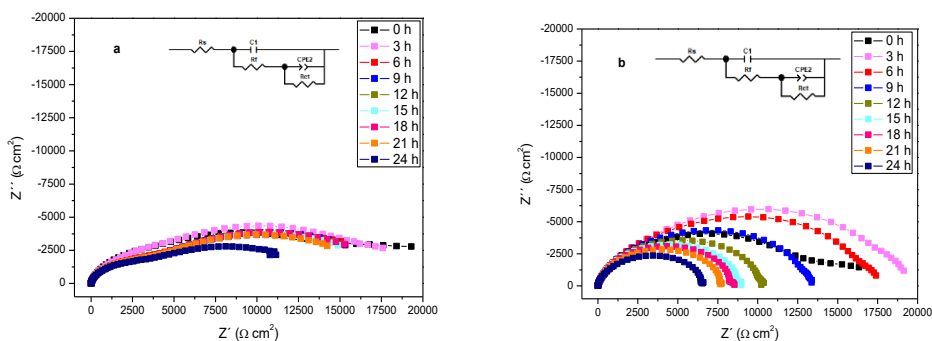 a
Rs
C1
Rf
CPE2
Rct
0 h
3 h
6 h
9 h
12 h
15 h
18 h
21 h
24 h
-20000
-17500
-15000
-12500
-10000
-7500
-5000
-2500
0
Z´´ (Ω cm²)
0 2500 5000 7500 10000 12500 15000 17500 20000
Z´ (Ω cm²)
b
Rs
C1
Rf
CPE2
Rct
0 h
3 h
6 h
9 h
12 h
15 h
18 h
21 h
24 h
-20000
-17500
-15000
-12500
-10000
-7500
-5000
-2500
0
Z´´ (Ω cm²)
0 2500 5000 7500 10000 12500 15000 17500 20000
Z´ (Ω cm²)